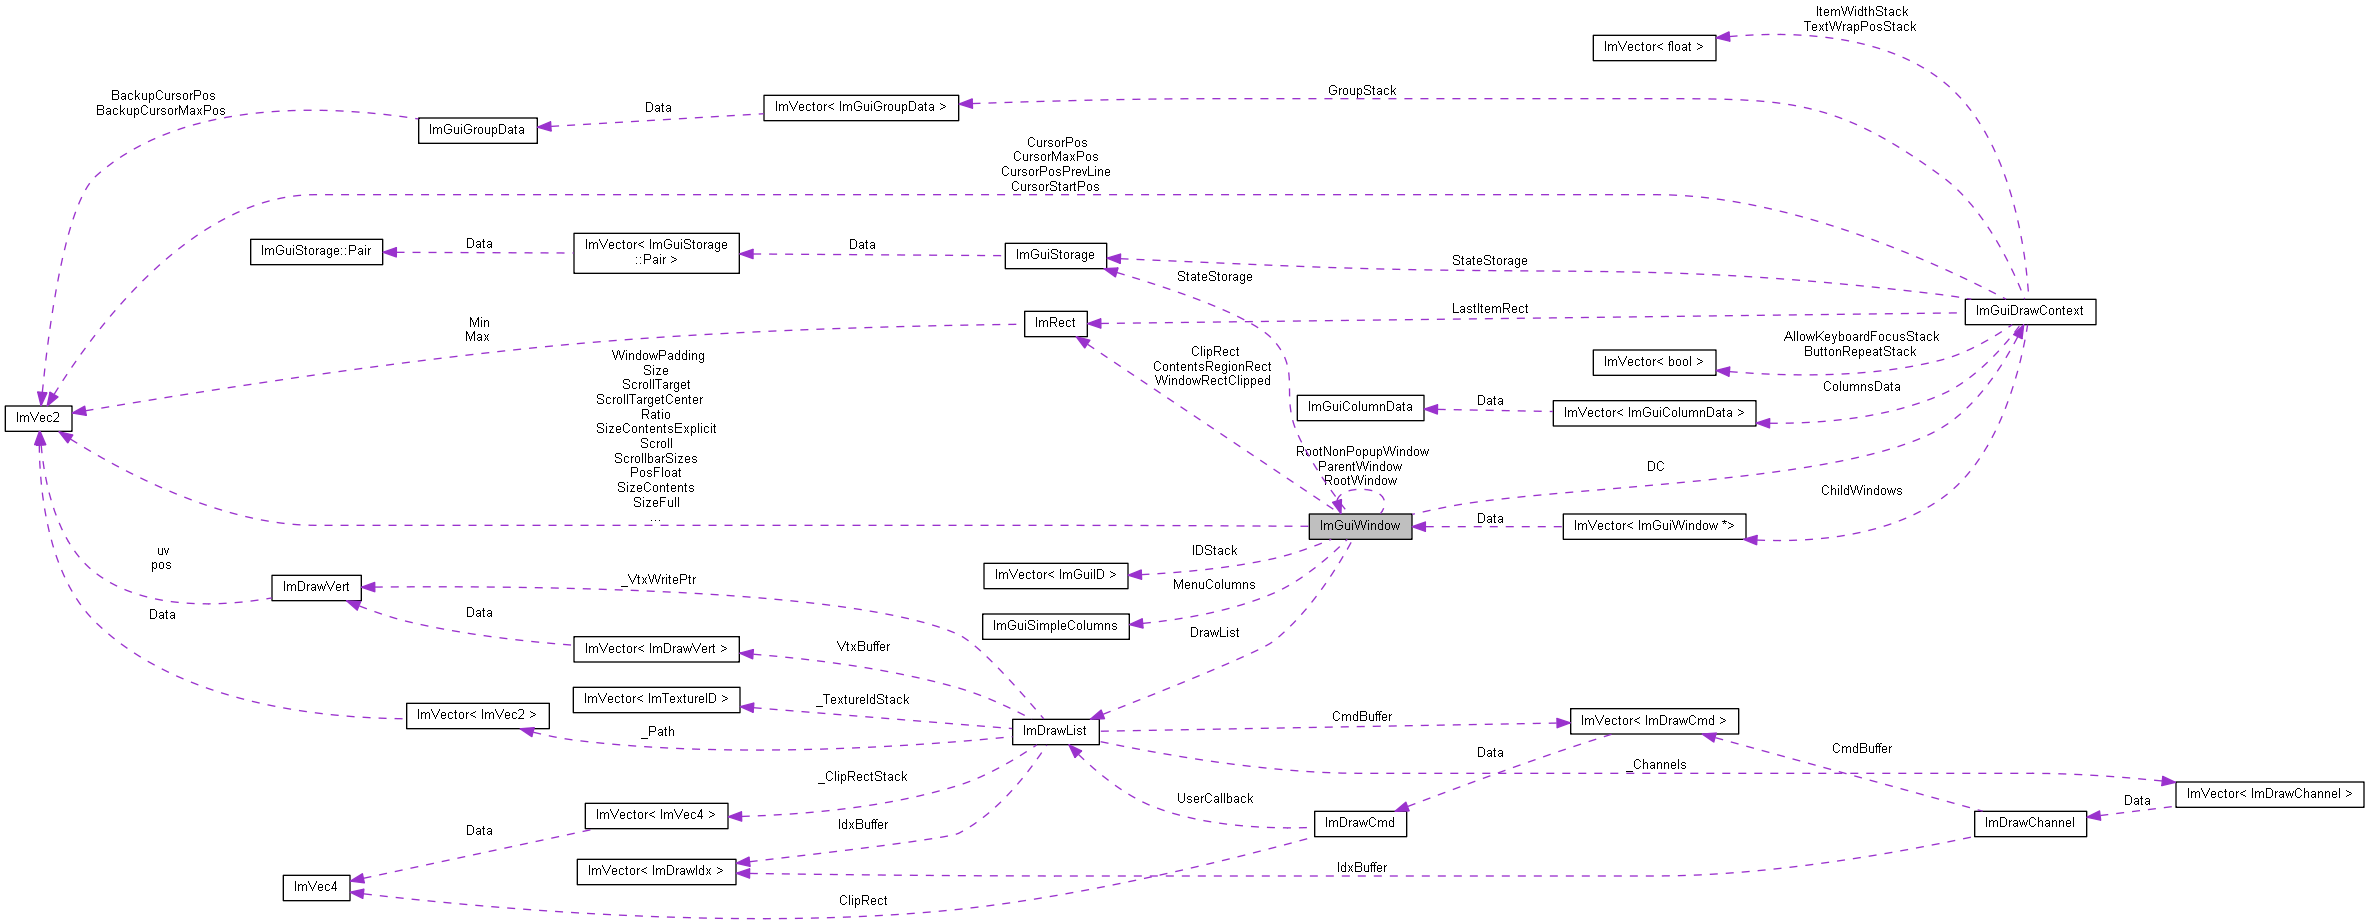 ItemWidthStack
TextWrapPosStack
ImVector< float >
GroupStack
BackupCursorPos
BackupCursorMaxPos
Data
ImVector< ImGuiGroupData >
ImGuiGroupData
CursorPos
CursorMaxPos
CursorPosPrevLine
CursorStartPos
ImGuiStorage::Pair
Data
ImVector< ImGuiStorage
::Pair >
Data
ImGuiStorage
StateStorage
StateStorage
ImGuiDrawContext
LastItemRect
Min
Max
ImRect
AllowKeyboardFocusStack
ButtonRepeatStack
ImVector< bool >
ClipRect
ContentsRegionRect
WindowRectClipped
ColumnsData
ImGuiColumnData
Data
ImVector< ImGuiColumnData >
ImVec2
WindowPadding
Size
ScrollTarget
ScrollTargetCenter
Ratio
SizeContentsExplicit
Scroll
ScrollbarSizes
PosFloat
SizeContents
SizeFull
...
RootNonPopupWindow
ParentWindow
RootWindow
DC
ChildWindows
ImGuiWindow
Data
ImVector< ImGuiWindow *>
IDStack
ImVector< ImGuiID >
MenuColumns
ImGuiSimpleColumns
DrawList
uv
pos
ImDrawVert
_VtxWritePtr
Data
Data
ImVector< ImDrawVert >
VtxBuffer
ImVector< ImTextureID >
_TextureIdStack
ImVector< ImVec2 >
_Path
ImDrawList
CmdBuffer
ImVector< ImDrawCmd >
Data
CmdBuffer
_Channels
ImVector< ImDrawChannel >
Data
_ClipRectStack
UserCallback
ImVector< ImVec4 >
Data
IdxBuffer
ImDrawCmd
ImDrawChannel
ImVector< ImDrawIdx >
IdxBuffer
ImVec4
ClipRect